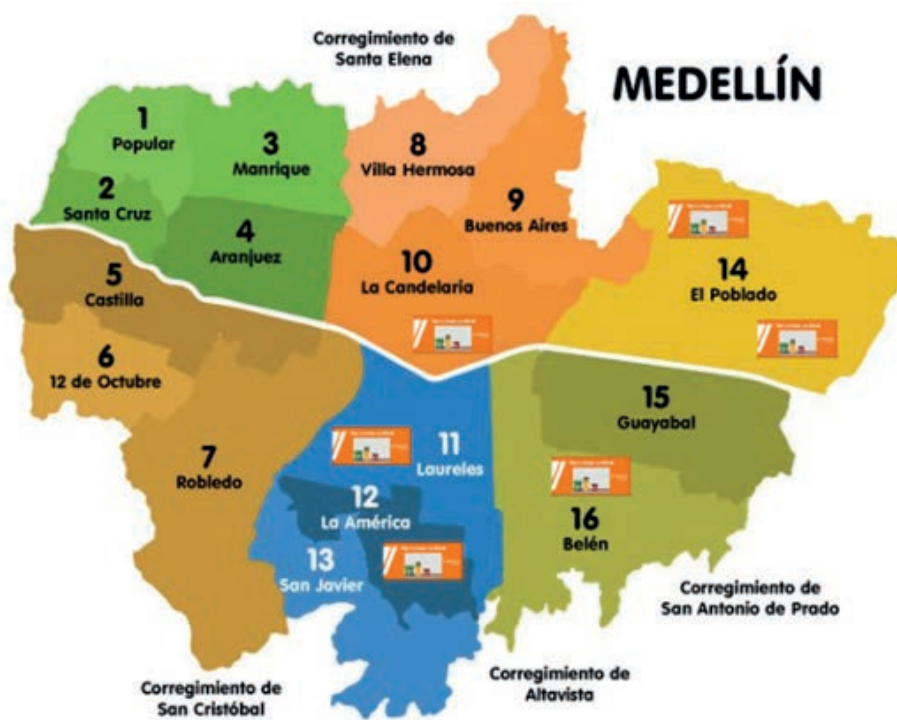 Corregimiento de
Santa Elena
MEDELLÍN
1
Popular
3
Manrique
8
Villa Hermosa
2
Santa Cruz
4
Aranjuez
9
Buenos Aires
10
La Candelaria
14
El Poblado
5
Castilla
6
12 de Octubre
7
Robledo
11
Laureles
15
Guayabal
12
La América
16
Belén
13
San Javier
Corregimiento de
San Antonio de Prado
Corregimiento de
Altavista
Corregimiento de
San Cristóbal